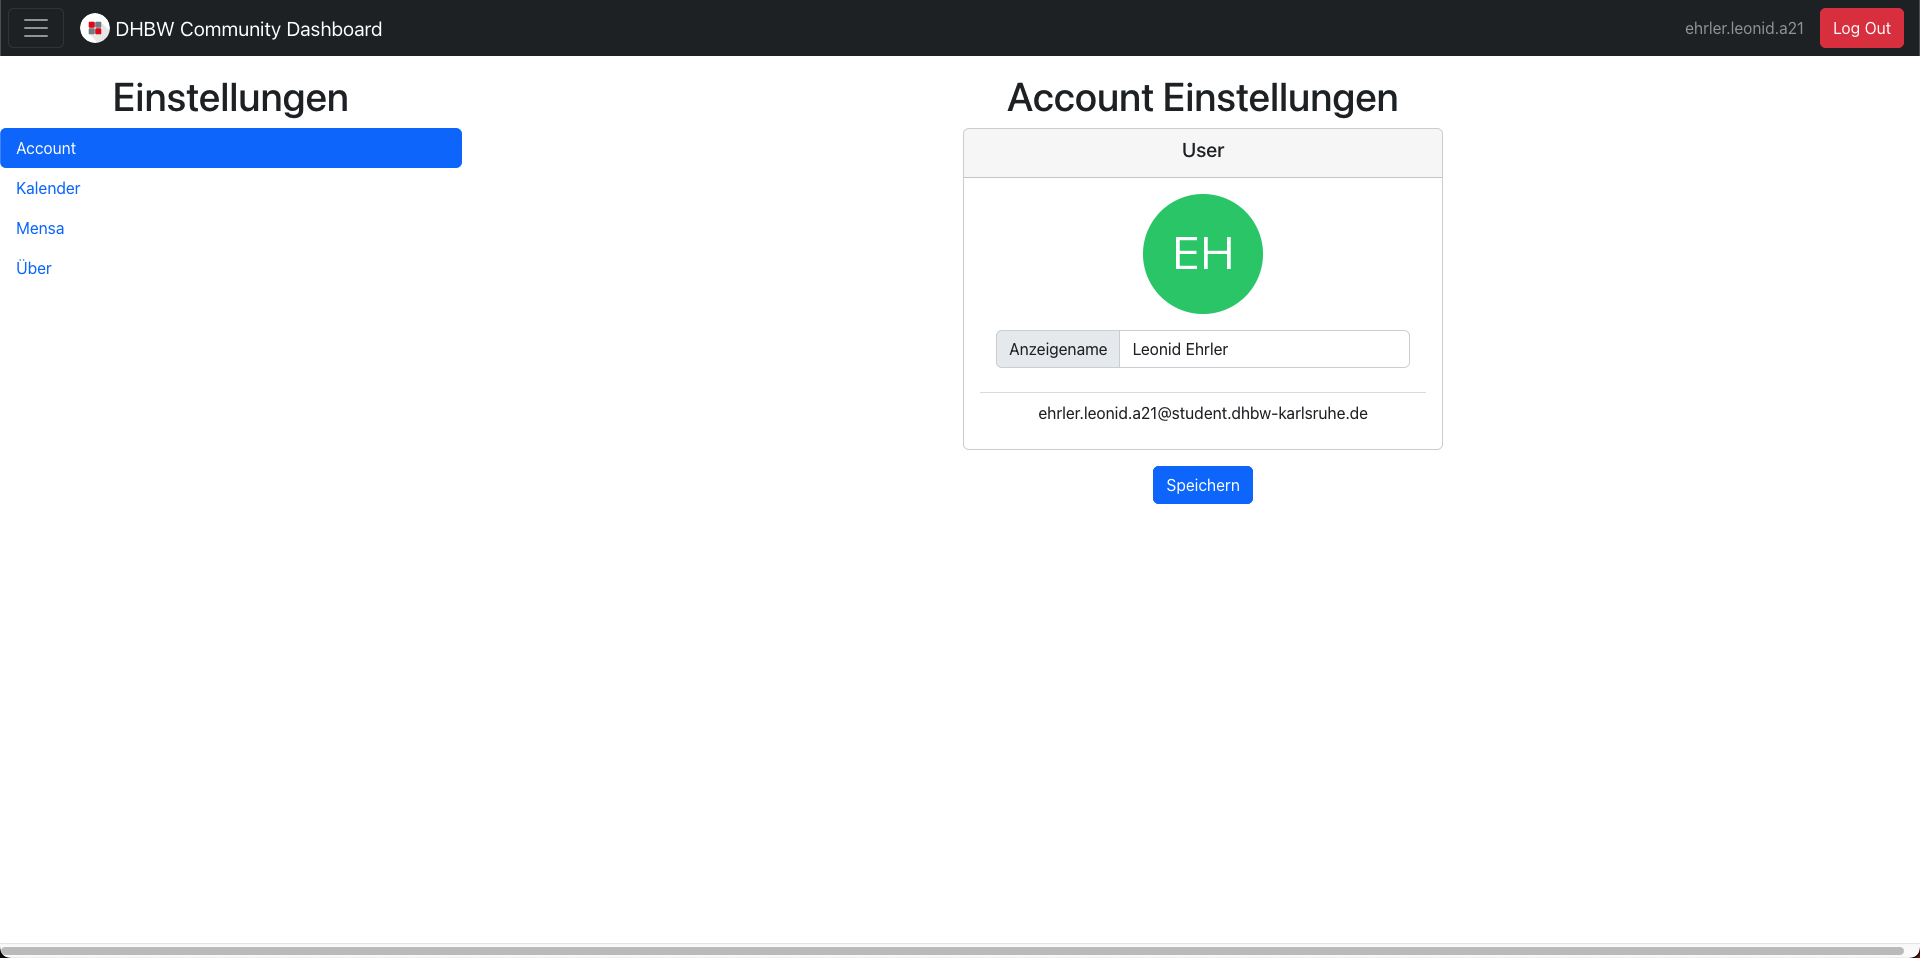 DHBW Community Dashboard
ehrler.leonid.a21
Log Out
Einstellungen
Account
Kalender
Mensa
Über
Account Einstellungen
User
EH
Anzeigename Leonid Ehrler
ehrler.leonid.a21@student.dhbw-karlsruhe.de
Speichern